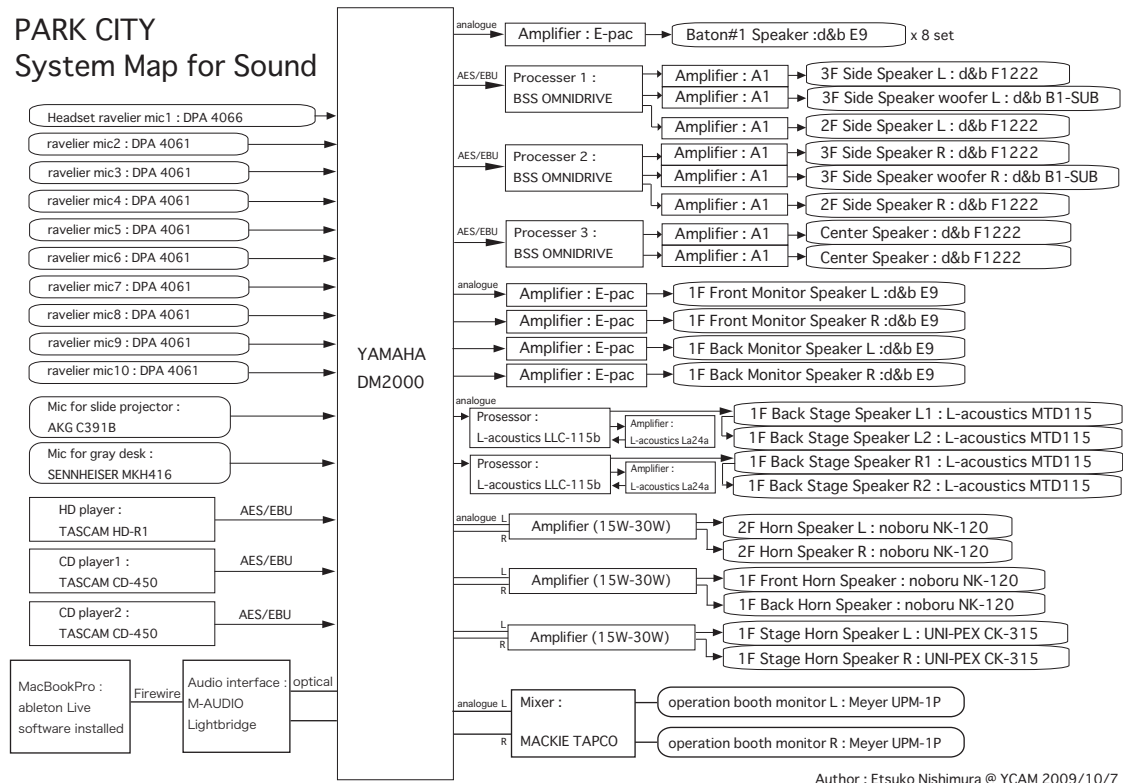 PARK CITY
System Map for Sound
Headset ravelier mic1 : DPA 4066
ravelier mic2 : DPA 4061
ravelier mic3 : DPA 4061
ravelier mic4 : DPA 4061
ravelier mic5 : DPA 4061
ravelier mic6 : DPA 4061
ravelier mic7 : DPA 4061
ravelier mic8 : DPA 4061
ravelier mic9 : DPA 4061
ravelier mic10 : DPA 4061
Mic for slide projector :
AKG C391B
Mic for gray desk :
SENNHEISER MKH416
HD player :
TASCAM HD-R1
AES/EBU
CD player1 :
TASCAM CD-450
AES/EBU
CD player2 :
TASCAM CD-450
AES/EBU
MacBookPro :
ableton Live
software installed
Firewire
Audio interface :
M-AUDIO
Lightbridge
optical
YAMAHA
DM2000
analogue
Amplifier : E-pac
Baton#1 Speaker :d&b E9
x 8 set
AES/EBU
Processer 1 :
BSS OMNIDRIVE
Amplifier : A1
3F Side Speaker L : d&b F1222
Amplifier : A1
3F Side Speaker woofer L : d&b B1-SUB
Amplifier : A1
2F Side Speaker L : d&b F1222
AES/EBU
Processer 2 :
BSS OMNIDRIVE
Amplifier : A1
3F Side Speaker R : d&b F1222
Amplifier : A1
3F Side Speaker woofer R : d&b B1-SUB
Amplifier : A1
2F Side Speaker R : d&b F1222
AES/EBU
Processer 3 :
BSS OMNIDRIVE
Amplifier : A1
Center Speaker : d&b F1222
Amplifier : A1
Center Speaker : d&b F1222
analogue
Amplifier : E-pac
1F Front Monitor Speaker L :d&b E9
Amplifier : E-pac
1F Front Monitor Speaker R :d&b E9
Amplifier : E-pac
1F Back Monitor Speaker L :d&b E9
Amplifier : E-pac
1F Back Monitor Speaker R :d&b E9
analogue
Prosessor :
L-acoustics LLC-115b
Amplifier :
L-acoustics La24a
1F Back Stage Speaker L1 : L-acoustics MTD115
1F Back Stage Speaker L2 : L-acoustics MTD115
Prosessor :
L-acoustics LLC-115b
Amplifier :
L-acoustics La24a
1F Back Stage Speaker R1 : L-acoustics MTD115
1F Back Stage Speaker R2 : L-acoustics MTD115
analogue L
R
Amplifier (15W-30W)
2F Horn Speaker L : noboru NK-120
2F Horn Speaker R : noboru NK-120
L
R
Amplifier (15W-30W)
1F Front Horn Speaker : noboru NK-120
1F Back Horn Speaker : noboru NK-120
L
R
Amplifier (15W-30W)
1F Stage Horn Speaker L : UNI-PEX CK-315
1F Stage Horn Speaker R : UNI-PEX CK-315
analogue L
R
Mixer :
MACKIE TAPCO
operation booth monitor L : Meyer UPM-1P
operation booth monitor R : Meyer UPM-1P
Author : Etsuko Nishimura @ YCAM 2009/10/7